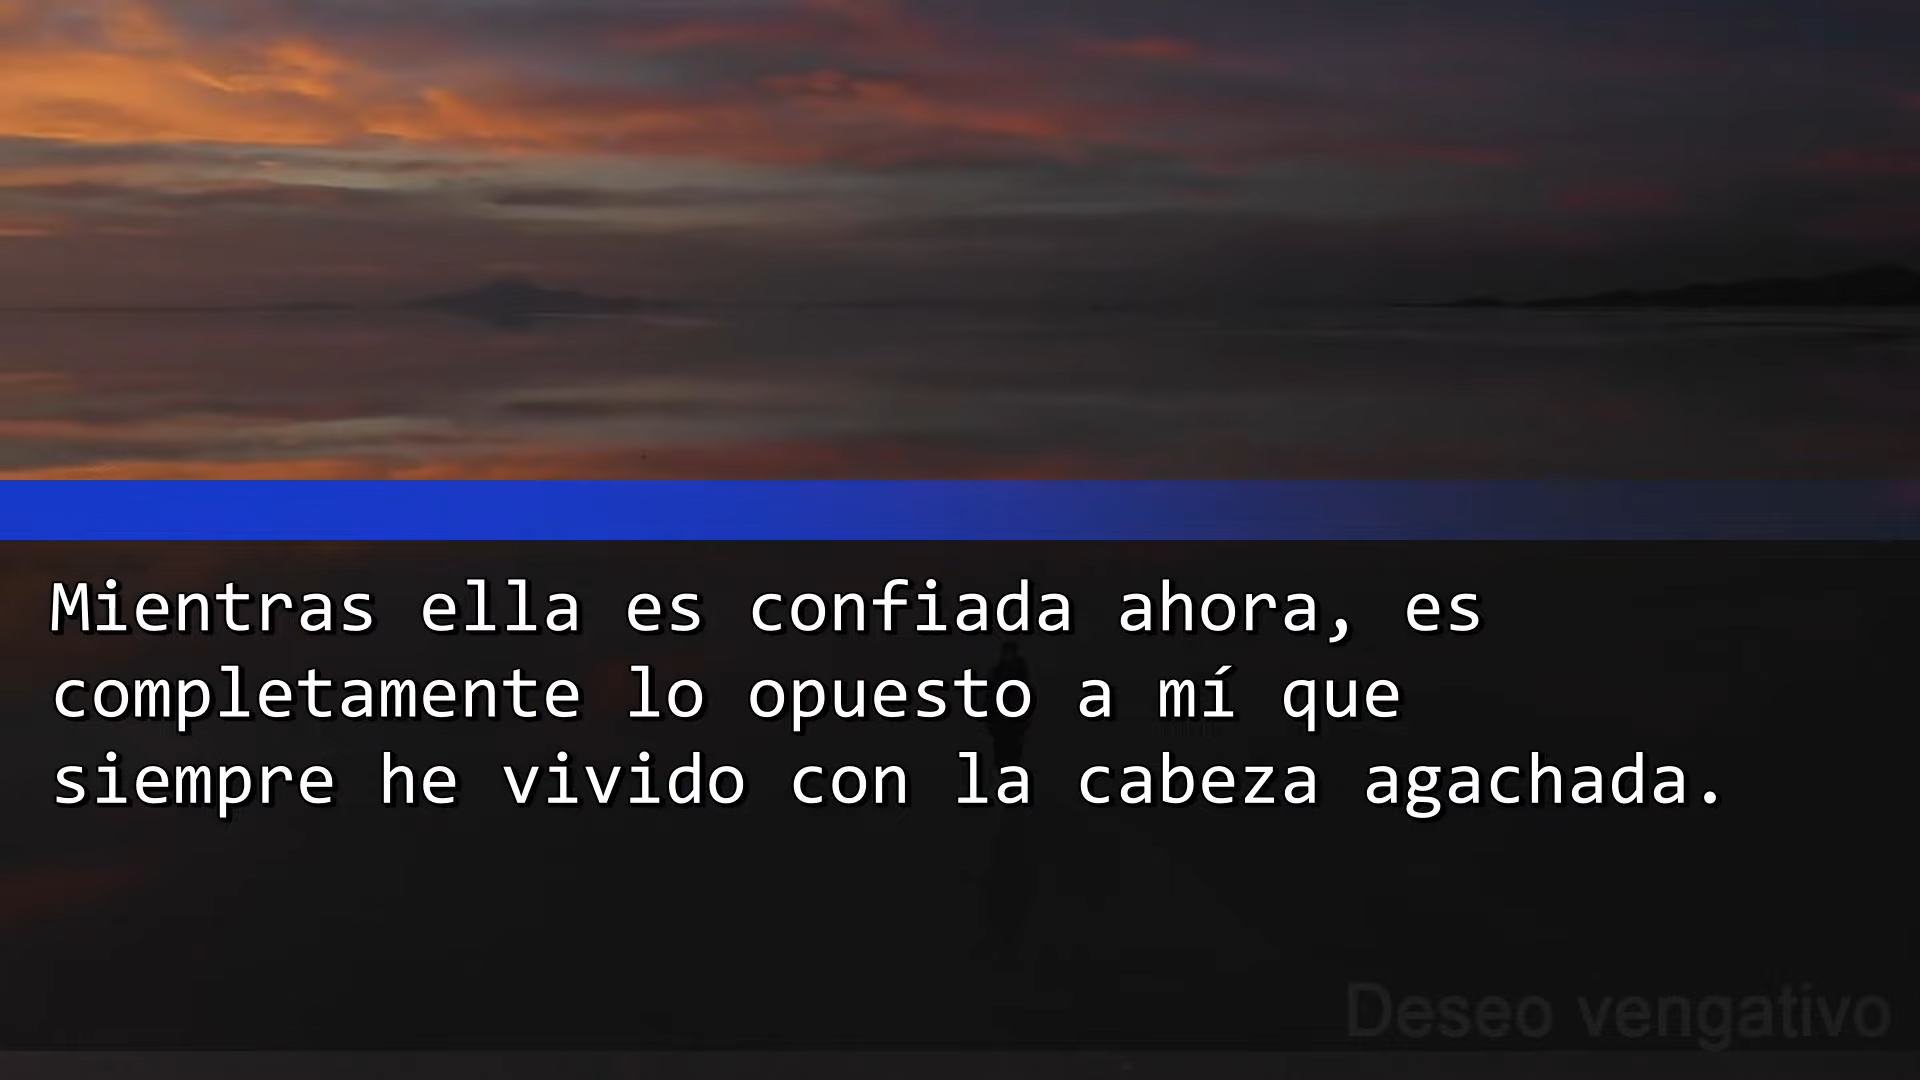 Mientras ella es confiada ahora, es
completamente lo opuesto a mí que
siempre he vivido con la cabeza agachada.
Deseo vengativo